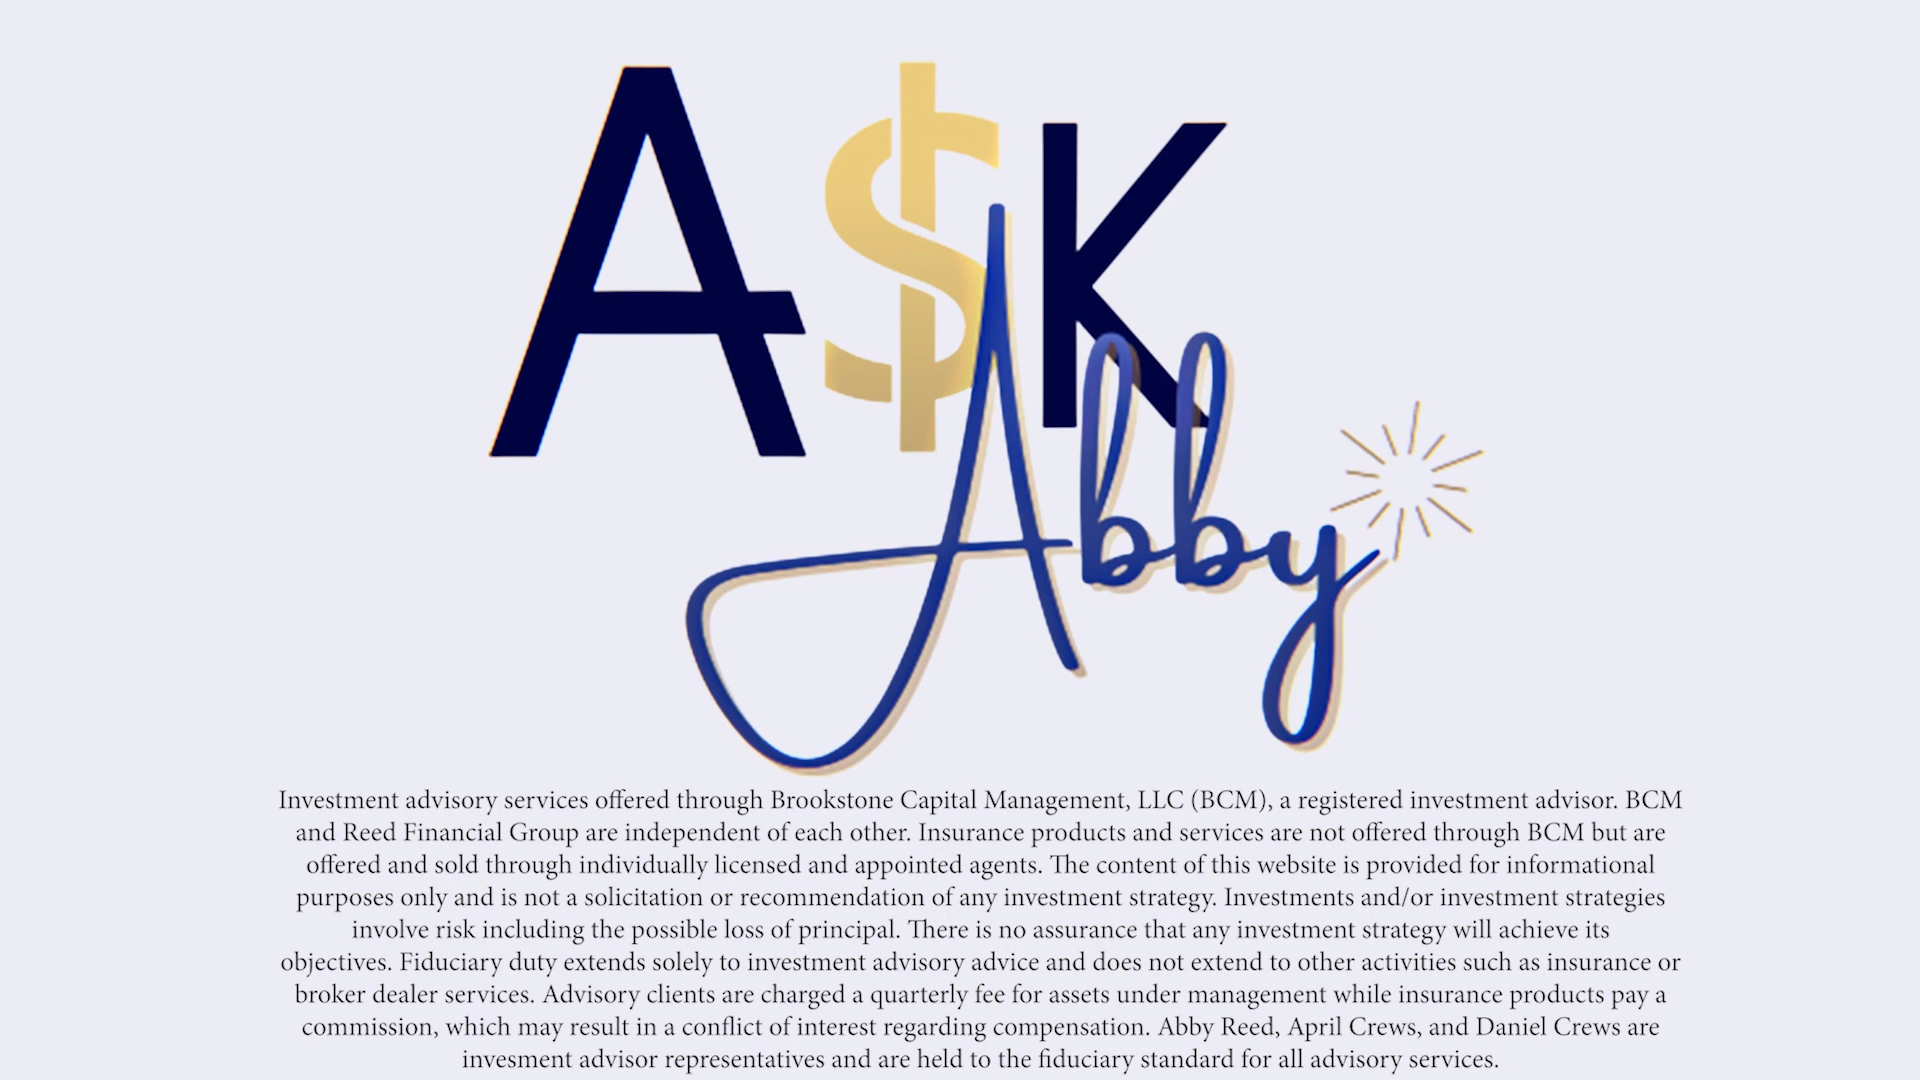 A$K
Abby
Investment advisory services offered through Brookstone Capital Management, LLC (BCM), a registered investment advisor. BCM
and Reed Financial Group are independent of each other. Insurance products and services are not offered through BCM but are
offered and sold through individually licensed and appointed agents. The content of this website is provided for informational
purposes only and is not a solicitation or recommendation of any investment strategy. Investments and/or investment strategies
involve risk including the possible loss of principal. There is no assurance that any investment strategy will achieve its
objectives. Fiduciary duty extends solely to investment advisory advice and does not extend to other activities such as insurance or
broker dealer services. Advisory clients are charged a quarterly fee for assets under management while insurance products pay a
commission, which may result in a conflict of interest regarding compensation. Abby Reed, April Crews, and Daniel Crews are
invesment advisor representatives and are held to the fiduciary standard for all advisory services.